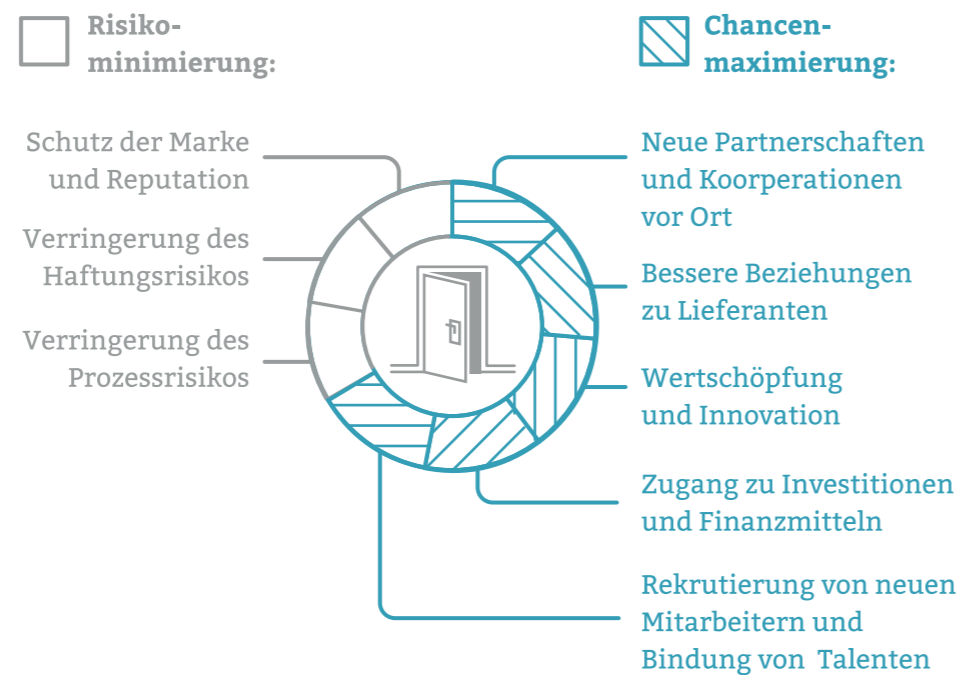 Risiko-
minimierung:
Schutz der Marke
und Reputation
Verringerung des
Haftungsrisikos
Verringerung des
Prozessrisikos
Chancen-
maximierung:
Neue Partnerschaften
und Koorperationen
vor Ort
Bessere Beziehungen
zu Lieferanten
Wertschöpfung
und Innovation
Zugang zu Investitionen
und Finanzmitteln
Rekrutierung von neuen
Mitarbeitern und
Bindung von Talenten